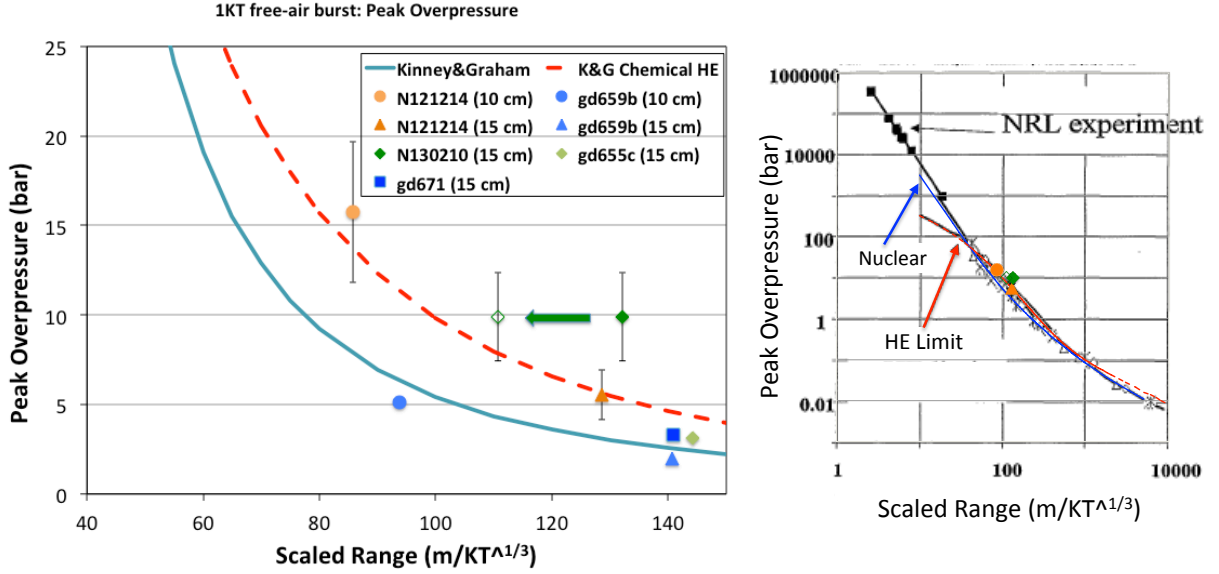 1KT free-air burst: Peak Overpressure
Peak Overpressure (bar)
25
20
15
10
5
0
Kinney&Graham
K&G Chemical HE
N121214 (10 cm)
gd659b (10 cm)
N121214 (15 cm)
gd659b (15 cm)
N130210 (15 cm)
gd655c (15 cm)
gd671 (15 cm)
40 60 80 100 120 140
Scaled Range (m/KT^1/3)
Peak Overpressure (bar)
1000000
10000
100
1
0.01
NRL experiment
Nuclear
HE Limit
1 100 10000
Scaled Range (m/KT^1/3)